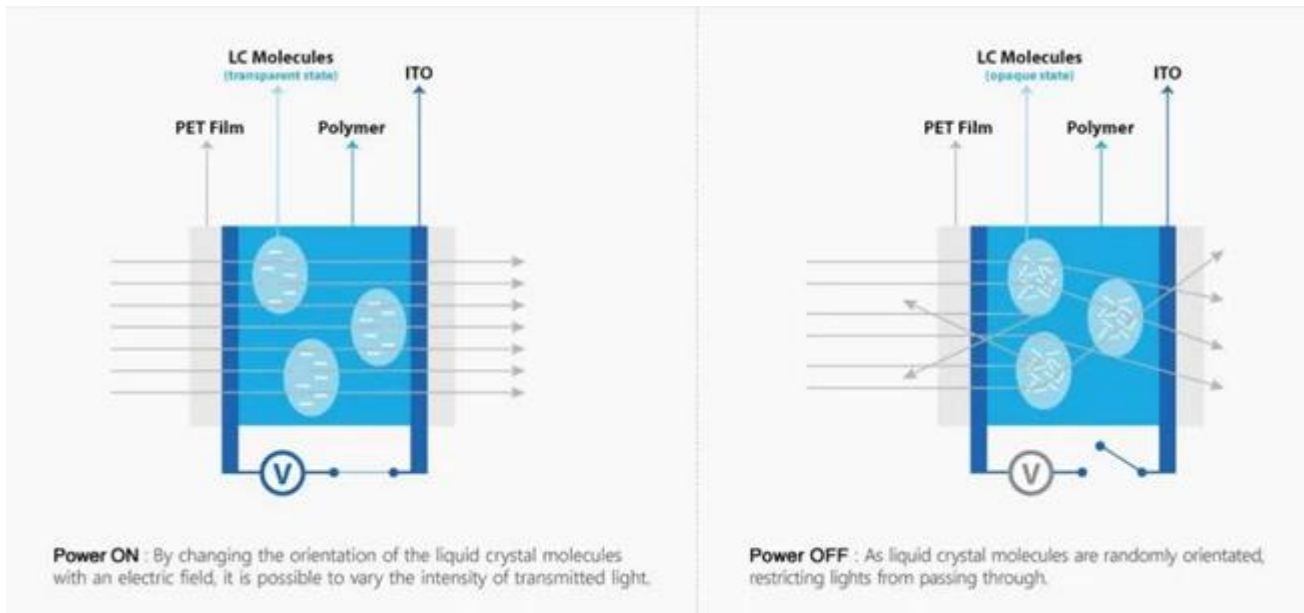 LC Molecules
(transparent state)
ITO
PET Film
Polymer
V
Power ON : By changing the orientation of the liquid crystal molecules
with an electric field, it is possible to vary the intensity of transmitted light.
LC Molecules
(opaque state)
ITO
PET Film
Polymer
V
Power OFF : As liquid crystal molecules are randomly orientated,
restricting lights from passing through.